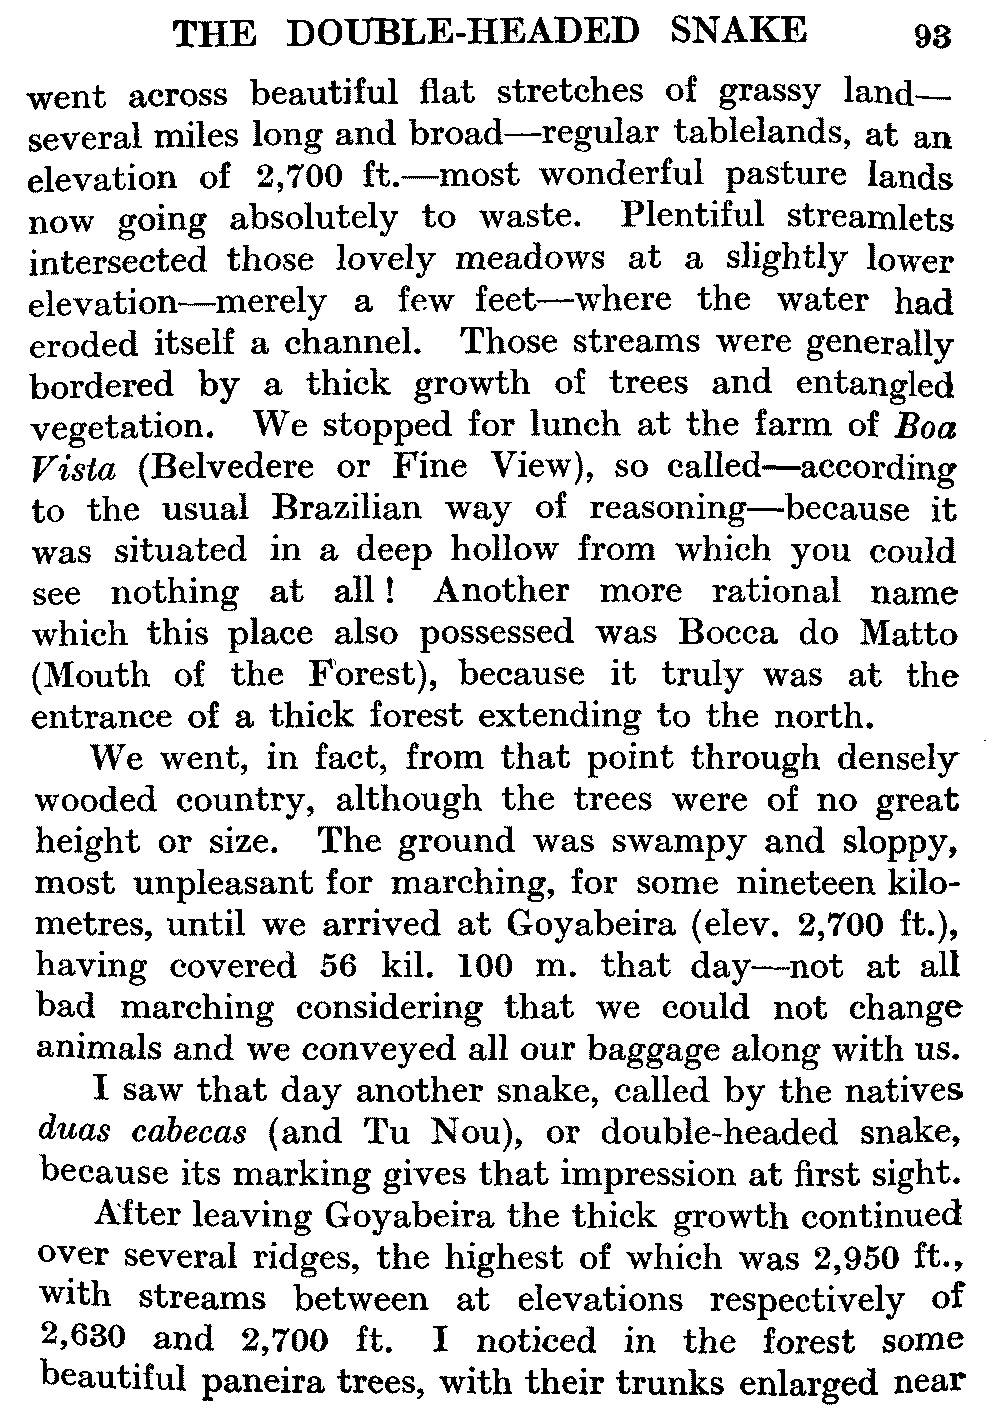 THE DOUBLE-HEADED SNAKE 93
went across beautiful flat stretches of grassy land—
several miles long and broad—regular tablelands, at an
elevation of 2,700 ft.—most wonderful pasture lands
now going absolutely to waste. Plentiful streamlets
intersected those lovely meadows at a slightly lower
elevation—merely a few feet—where the water had
eroded itself a channel. Those streams were generally
bordered by a thick growth of trees and entangled
vegetation. We stopped for lunch at the farm of Boa
Vista (Belvedere or Fine View), so called—according
to the usual Brazilian way of reasoning—because it
was situated in a deep hollow from which you could
see nothing at all! Another more rational name
which this place also possessed was Bocca do Matto
(Mouth of the Forest), because it truly was at the
entrance of a thick forest extending to the north.
We went, in fact, from that point through densely
wooded country, although the trees were of no great
height or size. The ground was swampy and sloppy,
most unpleasant for marching, for some nineteen kilo-
metres, until we arrived at Goyabeira (elev. 2,700 ft.),
having covered 56 kil. 100 m. that day—not at all
bad marching considering that we could not change
animals and we conveyed all our baggage along with us.
I saw that day another snake, called by the natives
duas cabecas (and Tu Nou), or double-headed snake,
because its marking gives that impression at first sight.
After leaving Goyabeira the thick growth continued
over several ridges, the highest of which was 2,950 ft.,
with streams between at elevations respectively of
2,630 and 2,700 ft. I noticed in the forest some
beautiful paneira trees, with their trunks enlarged near